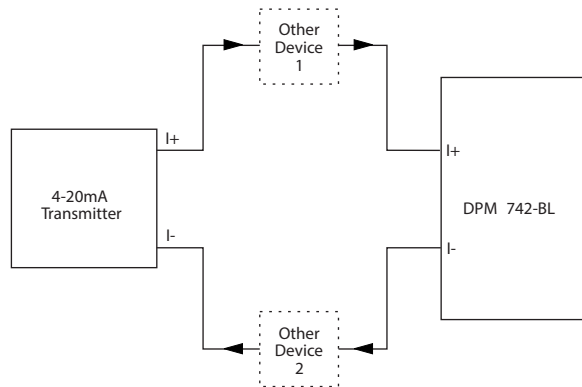 Other
Device
1
I+
I+
4-20mA
Transmitter
DPM 742-BL
I-
I-
Other
Device
2